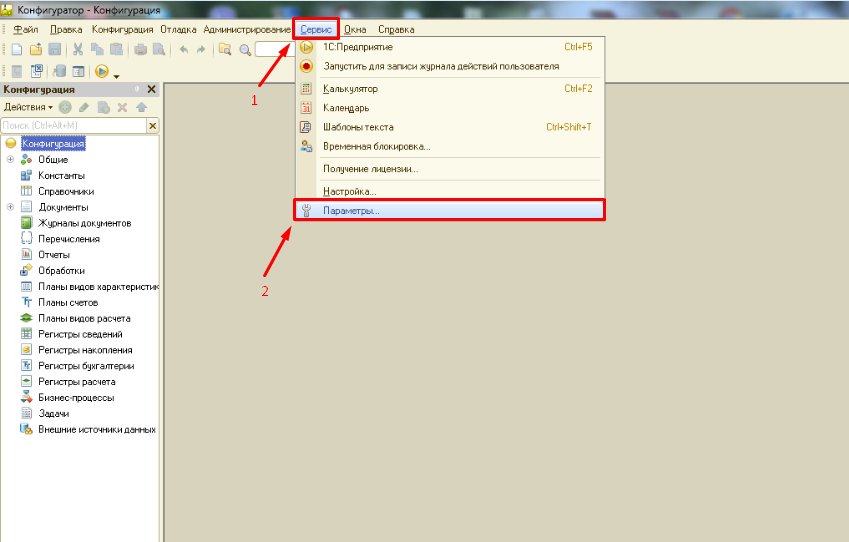 Конфигуратор - Конфигурация
Файл Правка Конфигурация Отладка Администрирование Сервис Окна Справка
1С:Предприятие Ctrl+F5
Запустить для записи журнала действий пользователя
Калькулятор Ctrl+F2
Календарь
Шаблоны текста Ctrl+Shift+T
Временная блокировка...
Получение лицензии...
Настройка...
Параметры...
1
2
Конфигурация
Действия
Поиск (Ctrl+Alt+M)
Конфигурация
Общие
Константы
Справочники
Документы
Журналы документов
Перечисления
Отчеты
Обработки
Планы видов характеристик
Планы счетов
Планы видов расчета
Регистры сведений
Регистры накопления
Регистры бухгалтерии
Регистры расчета
Бизнес-процессы
Задачи
Внешние источники данных